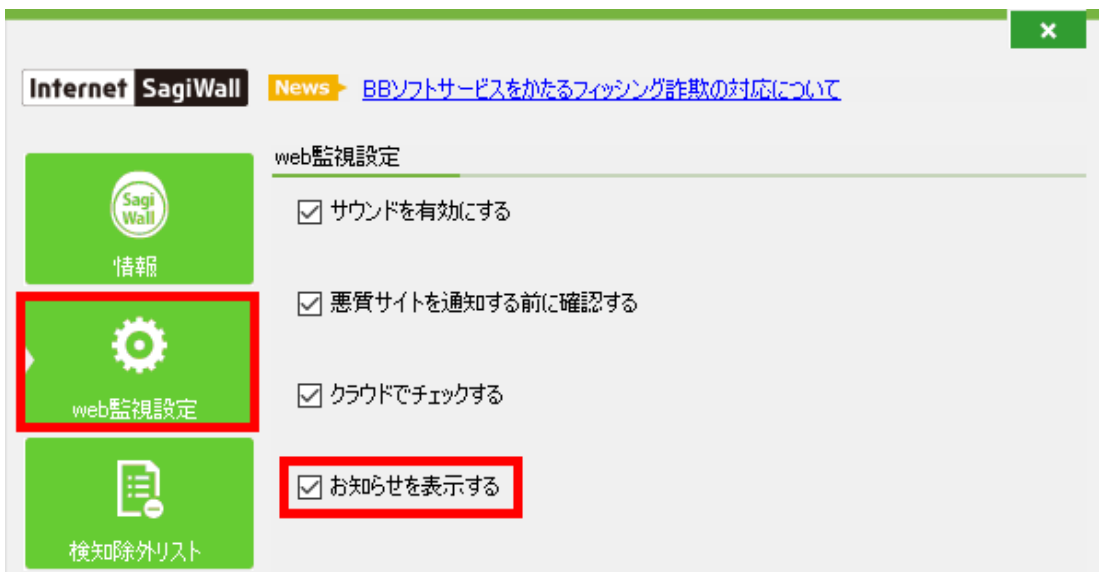 ×
Internet SagiWall
News BBソフトサービスをかたるフィッシング詐欺の対応について
web監視設定
Sagi
Wall
情報
サウンドを有効にする
悪質サイトを通知する前に確認する
web監視設定
クラウドでチェックする
お知らせを表示する
検知除外リスト